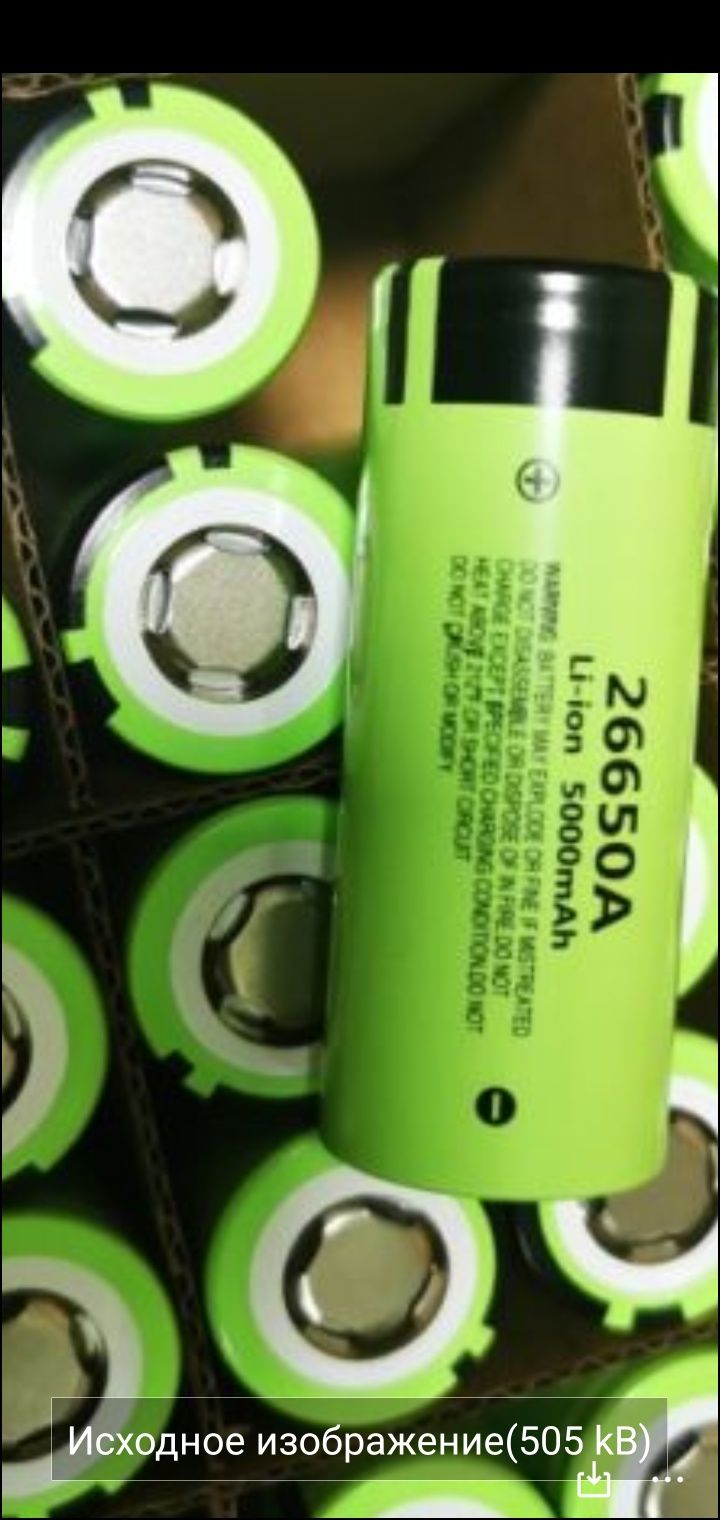 26650A
Li-ion 5000mAh
WARNING BATTERY MAY EXPLODE OR FIRE IF MISTREATED
DO NOT DISASSEMBLE OR DISPOSE OF IN FIRE.DO NOT
CHARGE EXCEPT SPECIFIED CHARGING CONDITION.DO NOT
HEAT ABOVE 212°F OR SHORT CIRCUIT
DO NOT CRUSH OR MODIFY
Исходное изображение(505 kB)